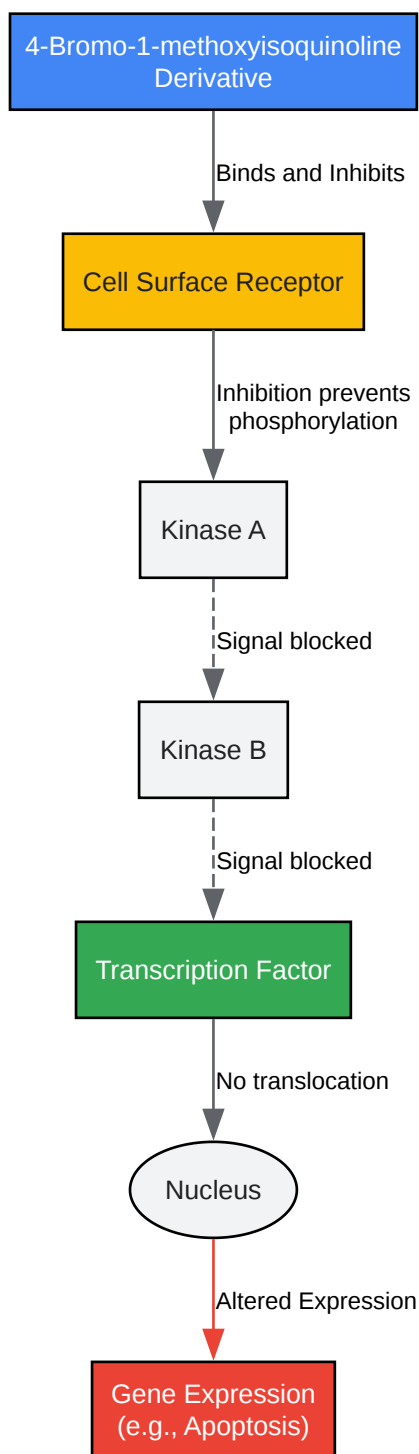 4-Bromo-1-methoxyisoquinoline
Derivative
Binds and Inhibits
Cell Surface Receptor
Inhibition prevents
phosphorylation
Kinase A
Signal blocked
Kinase B
Signal blocked
Transcription Factor
No translocation
Nucleus
Altered Expression
Gene Expression
(e.g., Apoptosis)